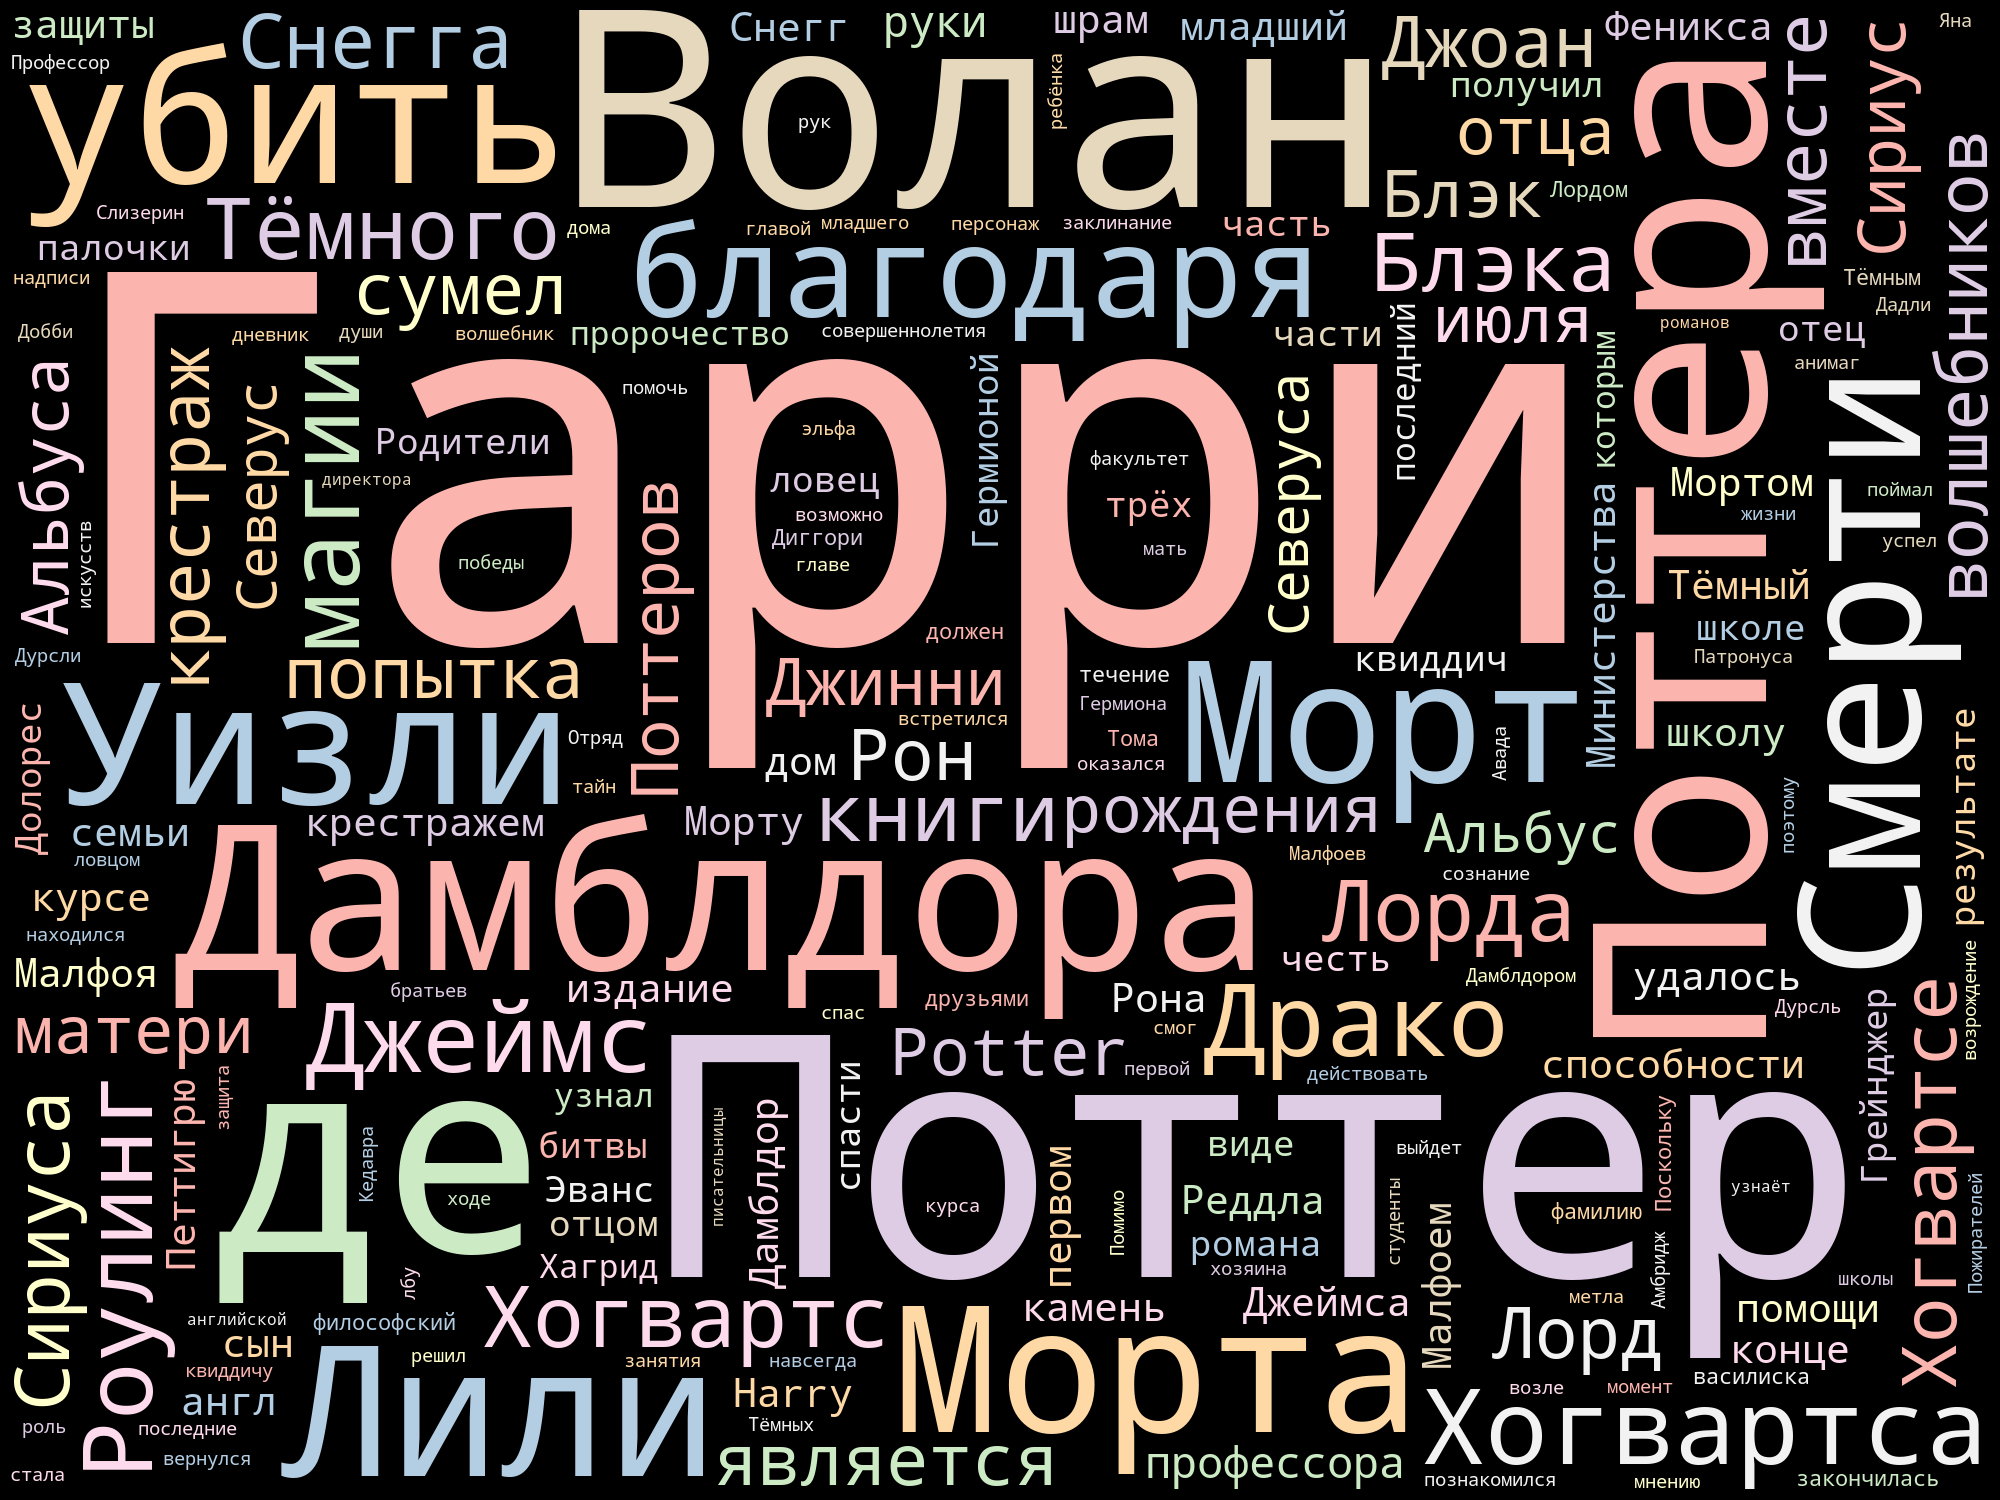 защиты
Снегга
Волан
Снегг
руки
шрам
младший
Джоан
Феникса
вместе
Сириус
Яна
Профессор
убить
ребёнка
получил
рук
отца
волшебников
Поттера
Блэк
Лордом
Слизерин
Тёмного
дома
главой
младшего
персонаж
заклинание
часть
палочки
благодаря
Блэка
надписи
Гарри
сумел
Тёмным
июля
Дадли
Добби
дневник
души
волшебник
пророчество
совершеннолетия
части
последний
романов
отец
которым
Альбуса
крестраж
Северус
магии
Гермионой
Северуса
анимаг
Смерти
помочь
Родители
эльфа
факультет
директора
ловец
Мортом
поймал
Поттеров
возможно
трёх
Министерства
жизни
искусств
Диггори
мать
успел
победы
главе
Тёмный
должен
школе
Дурсли
попытка
Джинни
квиддич
Патронуса
течение
Морт
Уизли
Гермиона
Долорес
встретился
результате
Отряд
Рон
Тома
Авада
школу
дом
оказался
тайн
поэтому
книги
рождения
семьи
крестражем
Морту
Альбус
Дамблдора
ловцом
Малфоев
сознание
курсе
Лорда
находился
Малфоя
честь
удалось
возрождение
Дамблдором
братьев
издание
друзьями
Рона
Драко
Хогвартсе
Грейнджер
Дурсль
матери
Джеймс
спас
смог
Поттер
Potter
первой
способности
защита
действовать
Петтигрю
Роулинг
Сириуса
де
узнал
спасти
Поскольку
Дамблдор
писательницы
Кедавра
битвы
виде
выйдет
первом
Эванс
Помимо
Реддла
студенты
узнаёт
Пожирателей
ходе
курса
Малфоем
фамилию
отцом
романа
Амбридж
Хагрид
хозяина
школы
лбу
Хогвартс
камень
Джеймса
метла
помощи
английской
философский
Морта
Лорд
сын
решил
занятия
навсегда
конце
квиддичу
Лили
василиска
англ
Harry
возле
момент
Хогвартса
роль
последние
Тёмных
вернулся
является
профессора
стала
познакомился
мнению
закончилась